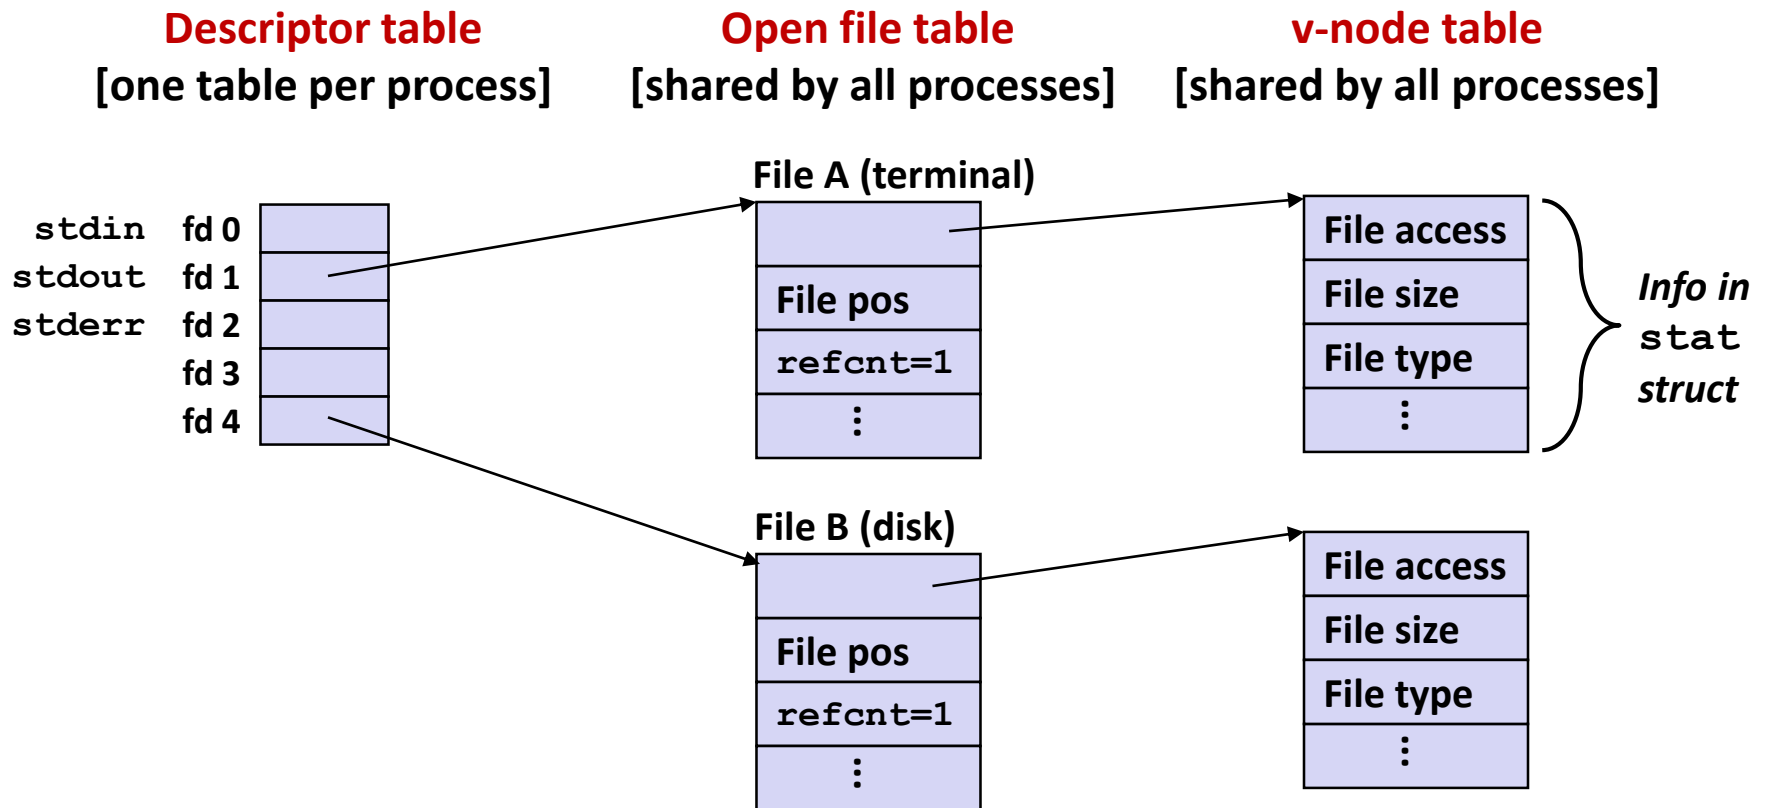 Descriptor table
[one table per process]
Open file table
[shared by all processes]
v-node table
[shared by all processes]
stdin fd 0
stdout fd 1
stderr fd 2
fd 3
fd 4
File A (terminal)
File pos
refcnt=1
⋮
File access
File size
File type
⋮
Info in
stat
struct
File B (disk)
File pos
refcnt=1
⋮
File access
File size
File type
⋮